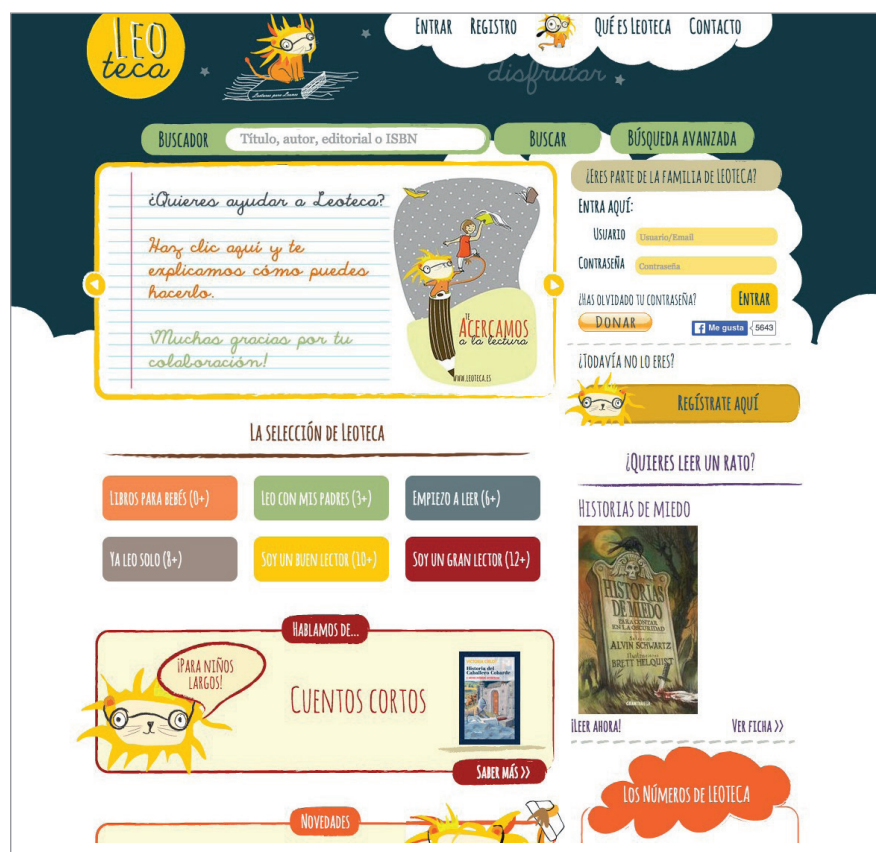 LEO
teca
ENTRAR REGISTRO QUÉ ES LEOTECA CONTACTO
disfrutar
BUSCADOR Título, autor, editorial o ISBN BUSCAR BÚSQUEDA AVANZADA
¿Quieres ayudar a Leoteca?
Haz clic aquí y te
explicamos cómo puedes
hacerlo.
¡Muchas gracias por tu
colaboración!
TE
ACERCAMOS
a la lectura
WWW.LEOTECA.ES
¿ERES PARTE DE LA FAMILIA DE LEOTECA?
ENTRA AQUÍ:
USUARIO Usuario/Email
CONTRASEÑA Contraseña
¿HAS OLVIDADO TU CONTRASEÑA? ENTRAR
DONAR Me gusta 5643
¿TODAVÍA NO LO ERES?
REGÍSTRATE AQUÍ
LA SELECCIÓN DE LEOTECA
LIBROS PARA BEBÉS (0+) LEO CON MIS PADRES (3+) EMPIEZO A LEER (6+)
YA LEO SOLO (8+) SOY UN BUEN LECTOR (10+) SOY UN GRAN LECTOR (12+)
¿QUIERES LEER UN RATO?
HISTORIAS DE MIEDO
HISTORIAS
DE MIEDO
PARA CONTAR
EN LA OSCURIDAD
ALVIN SCHWARTZ
BRETT HELQUIST
¡LEER AHORA! VER FICHA >>
HABLAMOS DE...
¡PARA NIÑOS
LARGOS!
CUENTOS CORTOS
Historia del
Caballero Cobarde
SABER MÁS >>
NOVEDADES
LOS NÚMEROS DE LEOTECA